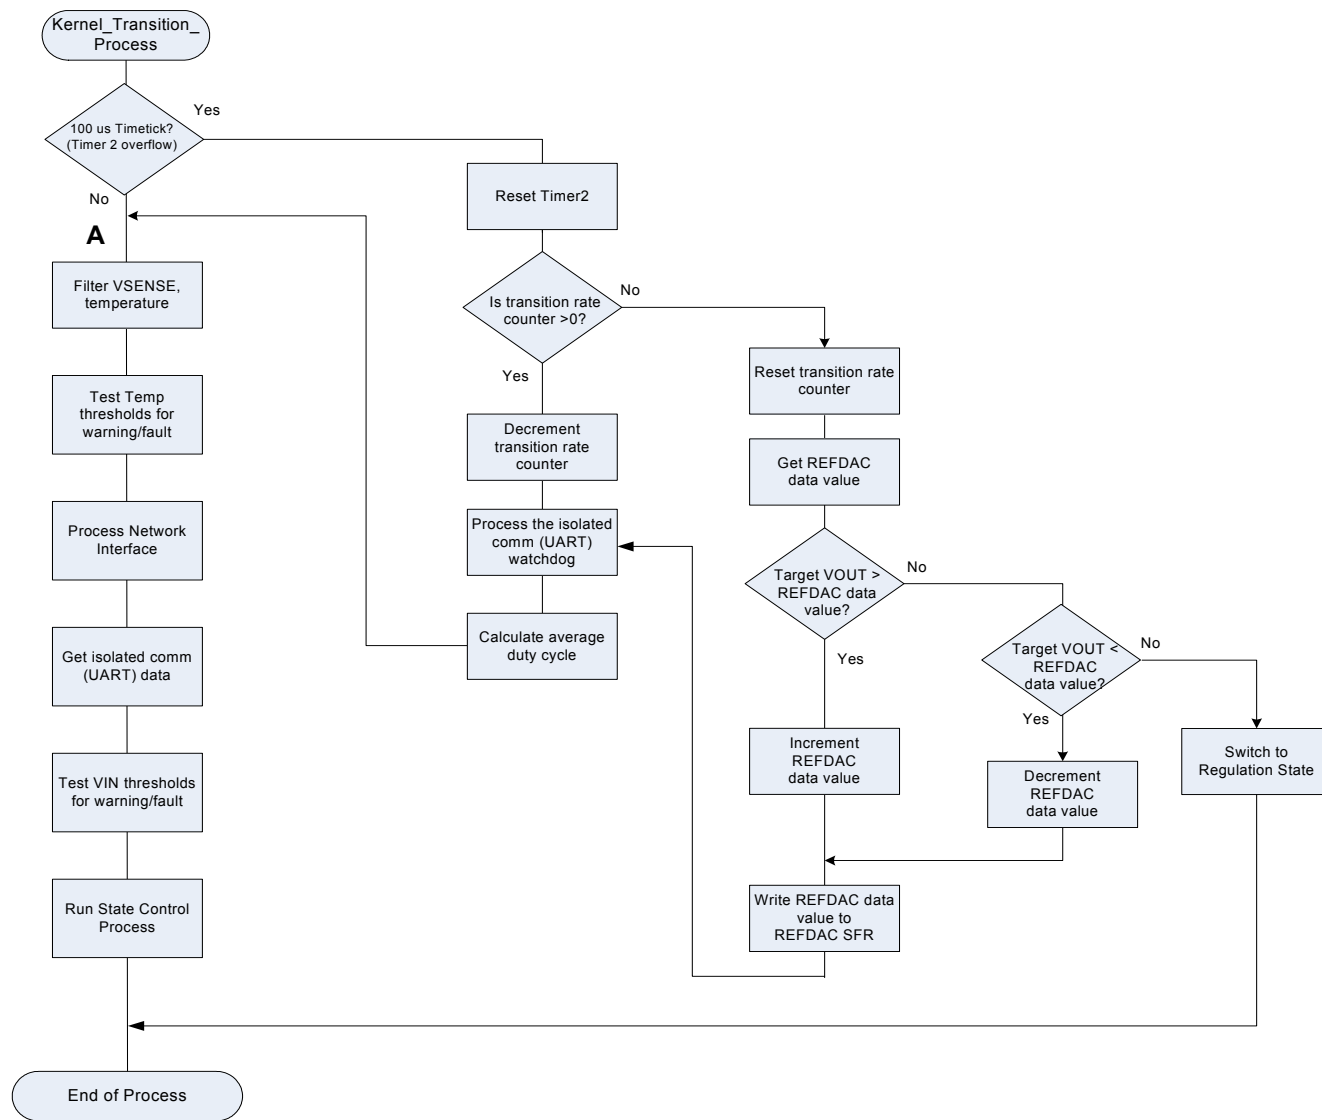 Kernel_Transition_
Process
100 us Timetick?
(Timer 2 overflow)
Yes
No
A
Filter VSENSE,
temperature
Test Temp
thresholds for
warning/fault
Process Network
Interface
Get isolated comm
(UART) data
Test VIN thresholds
for warning/fault
Run State Control
Process
End of Process
Reset Timer2
Is transition rate
counter >0?
No
Yes
Decrement
transition rate
counter
Process the isolated
comm (UART)
watchdog
Calculate average
duty cycle
Reset transition rate
counter
Get REFDAC
data value
Target VOUT >
REFDAC data
value?
No
Yes
Increment
REFDAC
data value
Write REFDAC data
value to
REFDAC SFR
Target VOUT <
REFDAC
data value?
No
Yes
Decrement
REFDAC
data value
Switch to
Regulation State